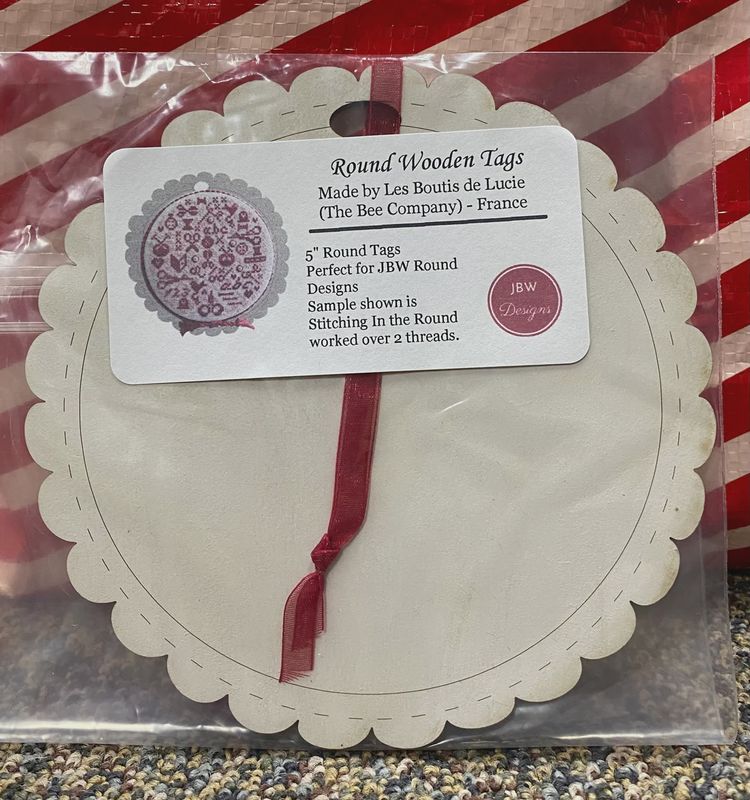 Round Wooden Tags
Made by Les Boutis de Lucie
(The Bee Company) - France
5" Round Tags
Perfect for JBW Round
Designs
Sample shown is
Stitching In the Round
worked over 2 threads.
JBW
Designs